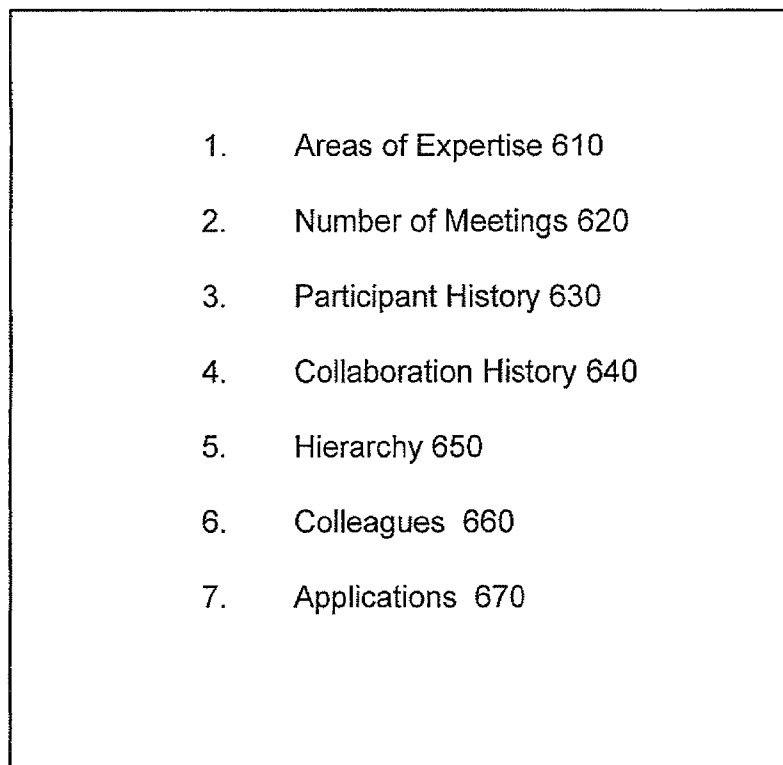 1. Areas of Expertise 610
2. Number of Meetings 620
3. Participant History 630
4. Collaboration History 640
5. Hierarchy 650
6. Colleagues 660
7. Applications 670